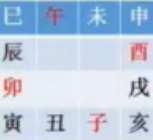 巳 午 未 申
辰 酉
卯 戌
寅 丑 子 亥